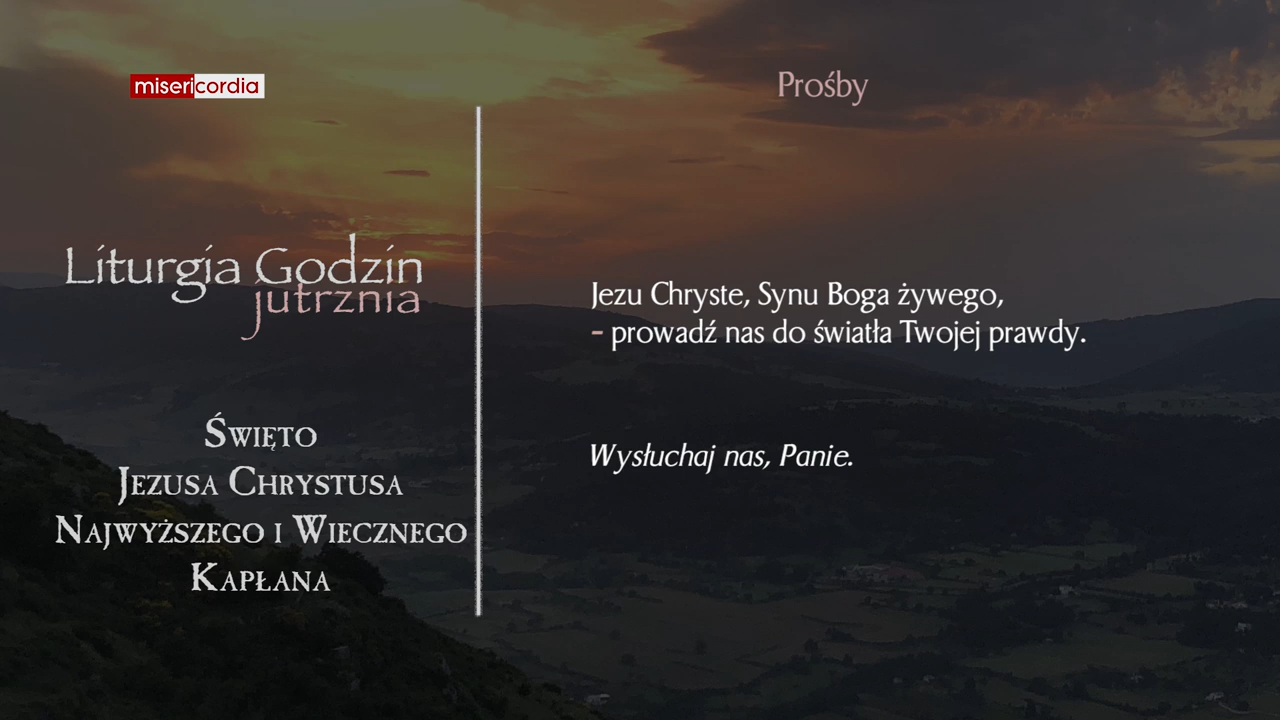 misericordia
Liturgia Godzin
jutrznia
Święto
Jezusa Chrystusa
Najwyższego i Wiecznego
Kapłana
Prośby
Jezu Chryste, Synu Boga żywego,
- prowadź nas do światła Twojej prawdy.
Wysłuchaj nas, Panie.